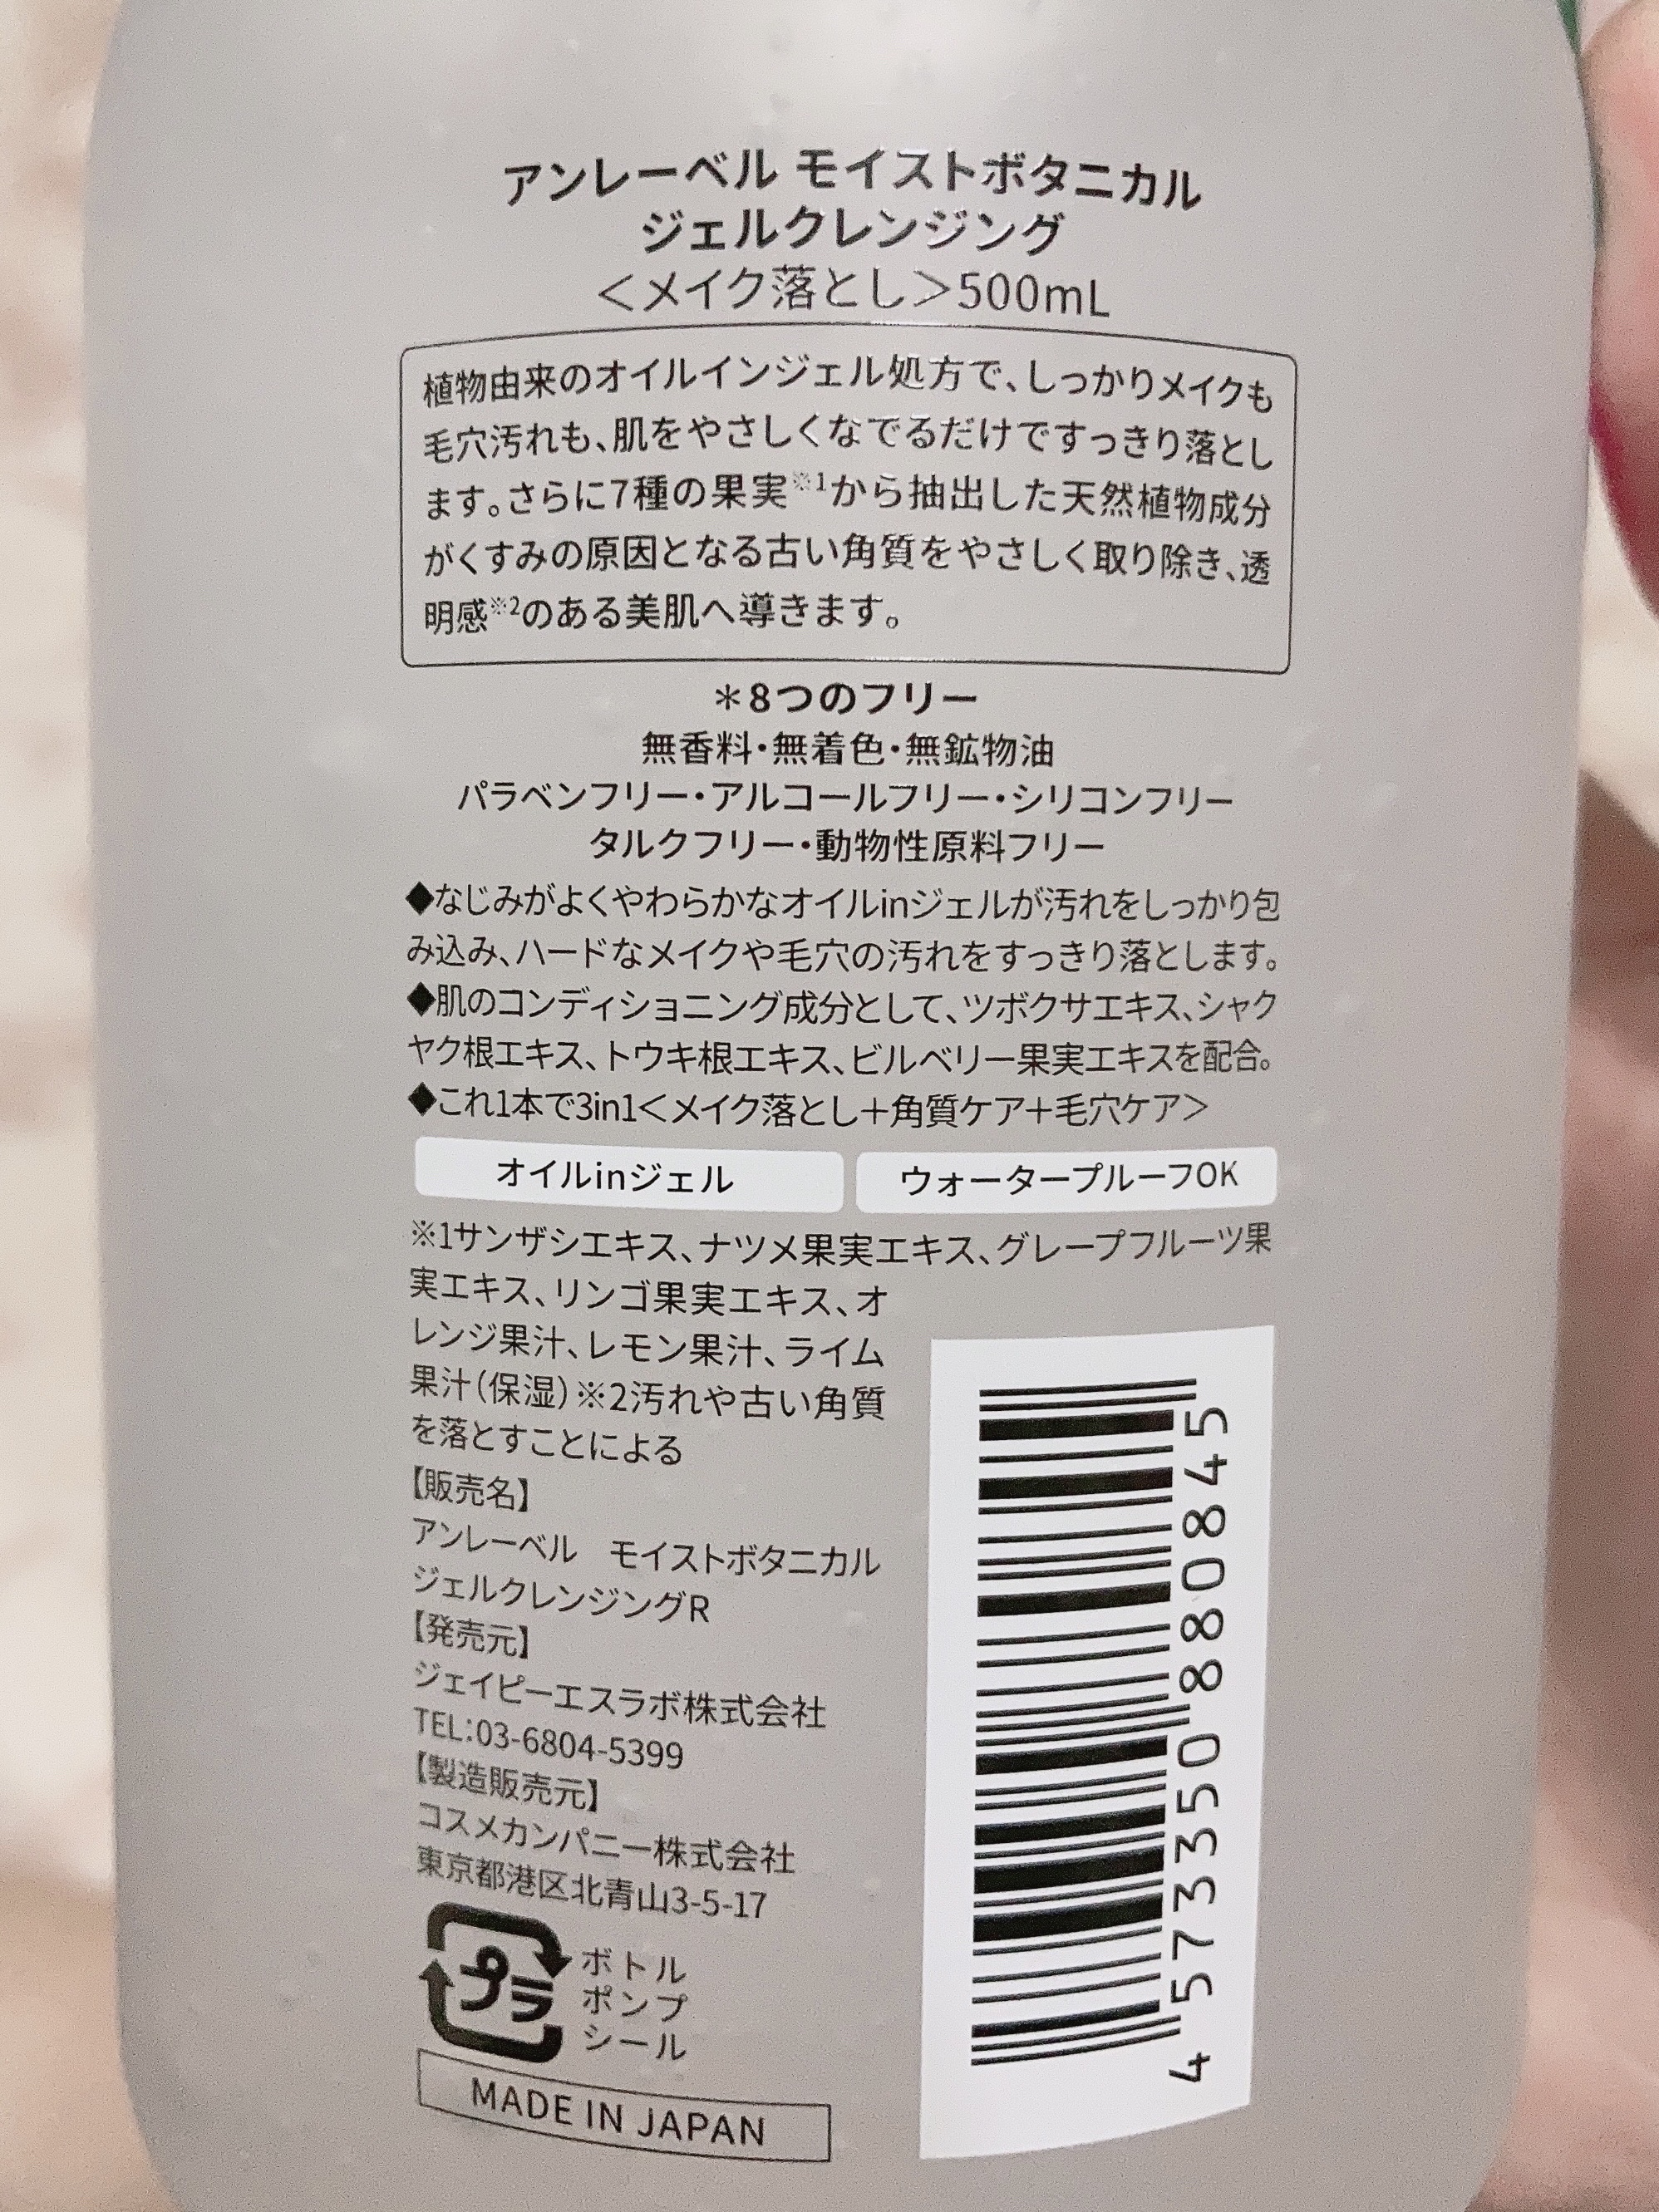 アンレーベル モイストボタニカル
ジェルクレンジング
＜メイク落とし＞500mL
植物由来のオイルインジェル処方で、しっかりメイクも
毛穴汚れも、肌をやさしくなでるだけですっきり落とし
ます。さらに7種の果実※1から抽出した天然植物成分
がくすみの原因となる古い角質をやさしく取り除き、透
明感※2のある美肌へ導きます。
＊8つのフリー
無香料・無着色・無鉱物油
パラベンフリー・アルコールフリー・シリコンフリー
タルクフリー・動物性原料フリー
◆なじみがよくやわらかなオイルinジェルが汚れをしっかり包
み込み、ハードなメイクや毛穴の汚れをすっきり落とします。
◆肌のコンディショニング成分として、ツボクサエキス、シャク
ヤク根エキス、トウキ根エキス、ビルベリー果実エキスを配合。
◆これ1本で3in1＜メイク落とし＋角質ケア＋毛穴ケア＞
オイルinジェル
ウォータープルーフOK
※1サンザシエキス、ナツメ果実エキス、グレープフルーツ果
実エキス、リンゴ果実エキス、オ
レンジ果汁、レモン果汁、ライム
果汁（保湿）※2汚れや古い角質
を落とすことによる
【販売名】
アンレーベル　モイストボタニカル
ジェルクレンジングR
【発売元】
ジェイピーエスラボ株式会社
TEL:03-6804-5399
【製造販売元】
コスメカンパニー株式会社
東京都港区北青山3-5-17
プラ
ボトル
ポンプ
シール
MADE IN JAPAN
4 573350 880845